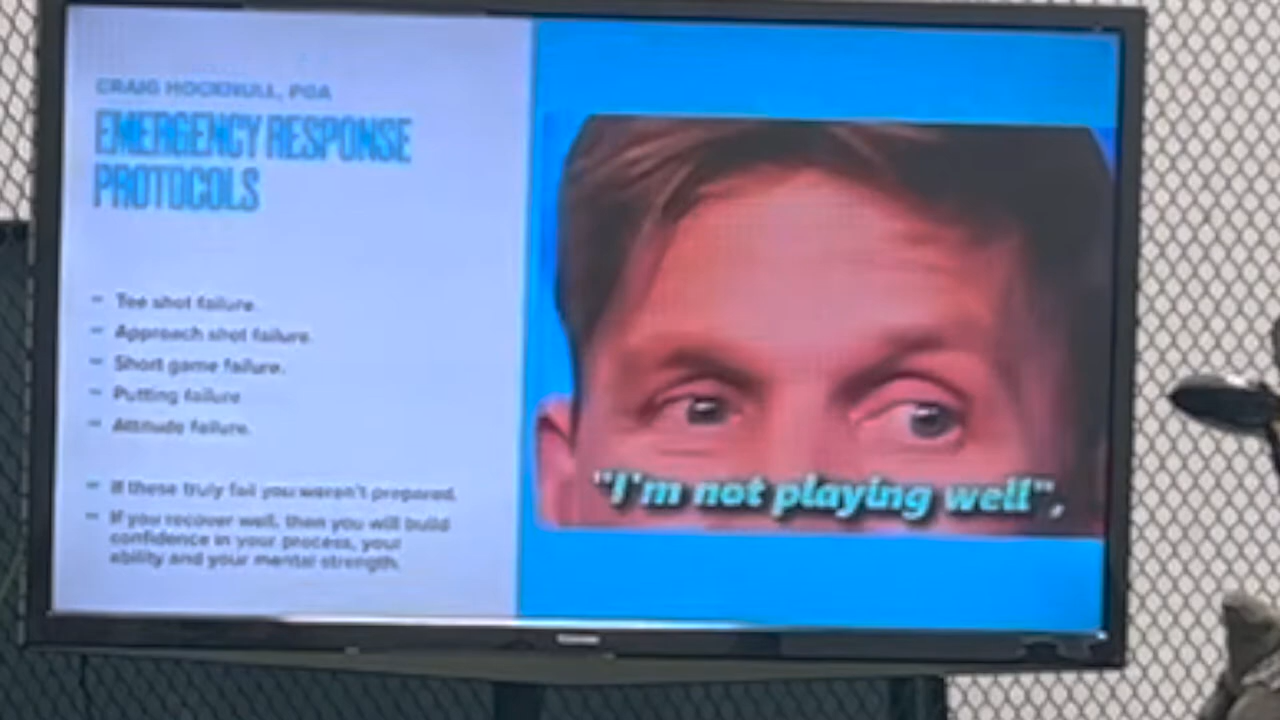 CRAIG HOCKNULL, PGA
EMERGENCY RESPONSE
PROTOCOLS
- Tee shot failure.
- Approach shot failure.
- Short game failure.
- Putting failure
- Attitude failure.
- If these truly fail you weren't prepared.
- If you recover well, then you will build
confidence in your process, your
ability and your mental strength.
"I'm not playing well",